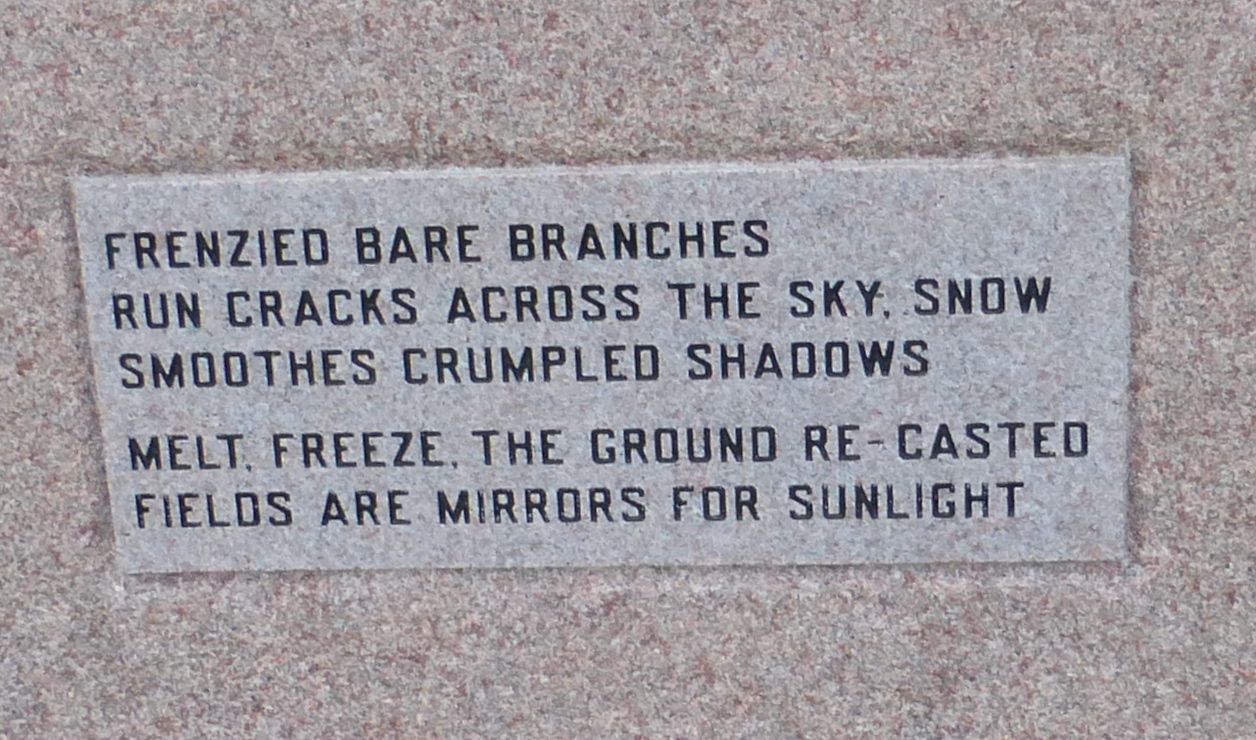 FRENZIED BARE BRANCHES
RUN CRACKS ACROSS THE SKY, SNOW
SMOOTHES CRUMPLED SHADOWS
MELT, FREEZE, THE GROUND RE-CASTED
FIELDS ARE MIRRORS FOR SUNLIGHT